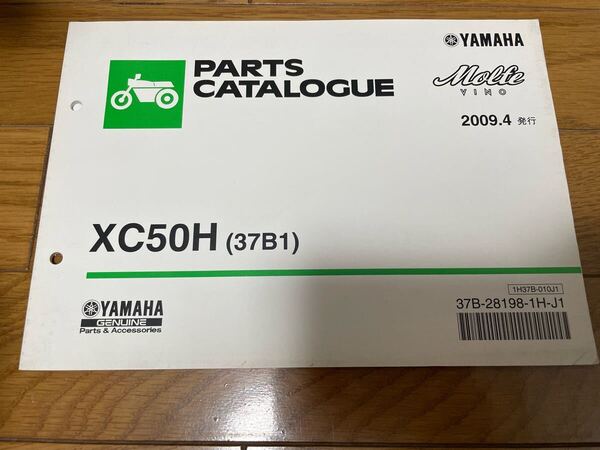 PARTS
CATALOGUE
YAMAHA
Molfe
VINO
2009.4 発行
XC50H (37B1)
YAMAHA
GENUINE
Parts & Accessories
1H37B-010J1
37B-28198-1H-J1